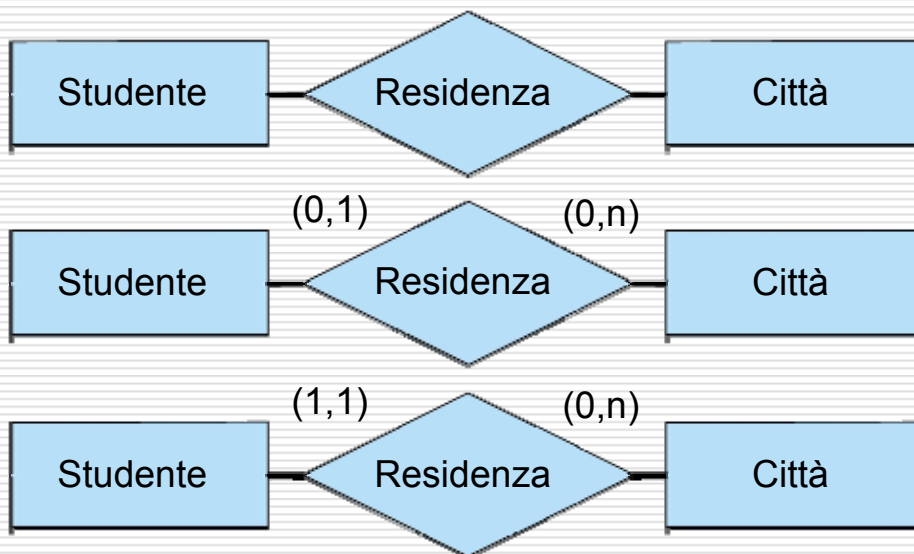 Studente Residenza Città
(0,1) (0,n)
Studente Residenza Città
(1,1) (0,n)
Studente Residenza Città